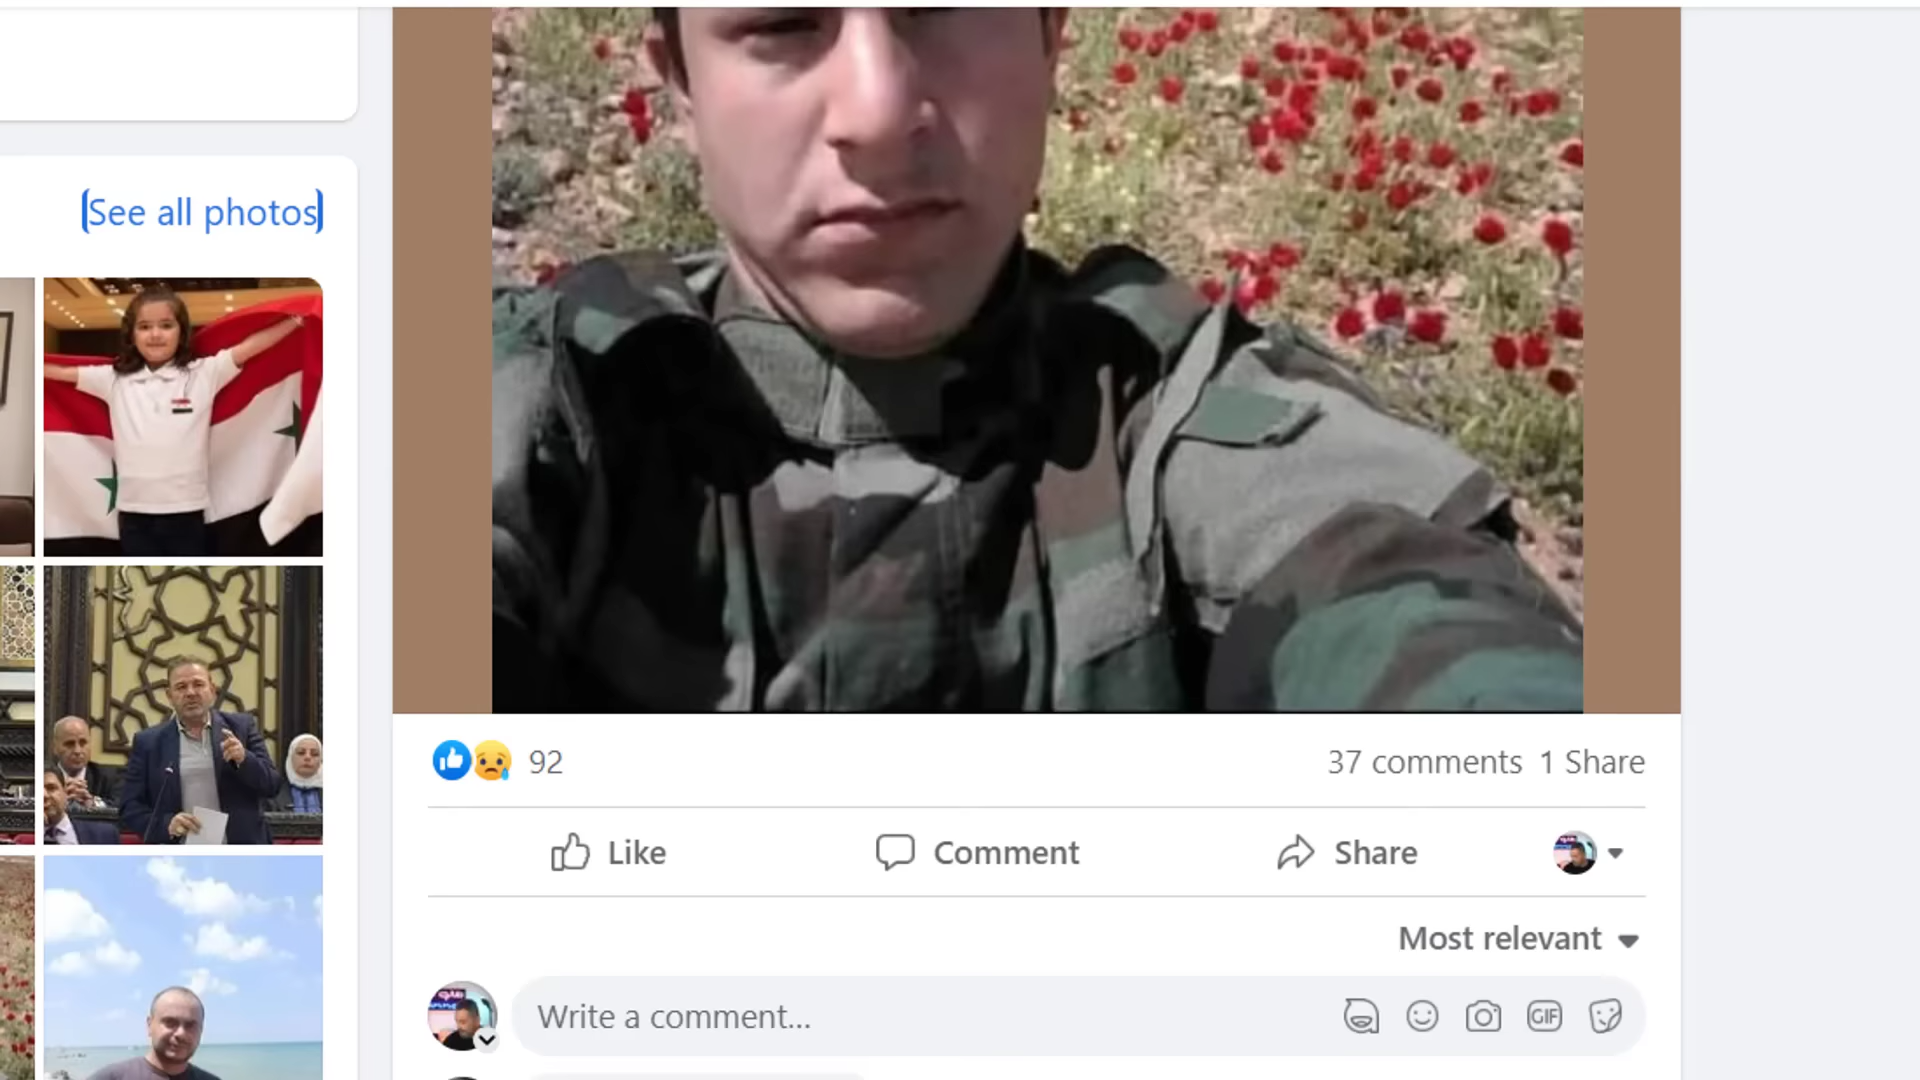 See all photos
92
37 comments 1 Share
Like
Comment
Share
Most relevant
Write a comment...
GIF